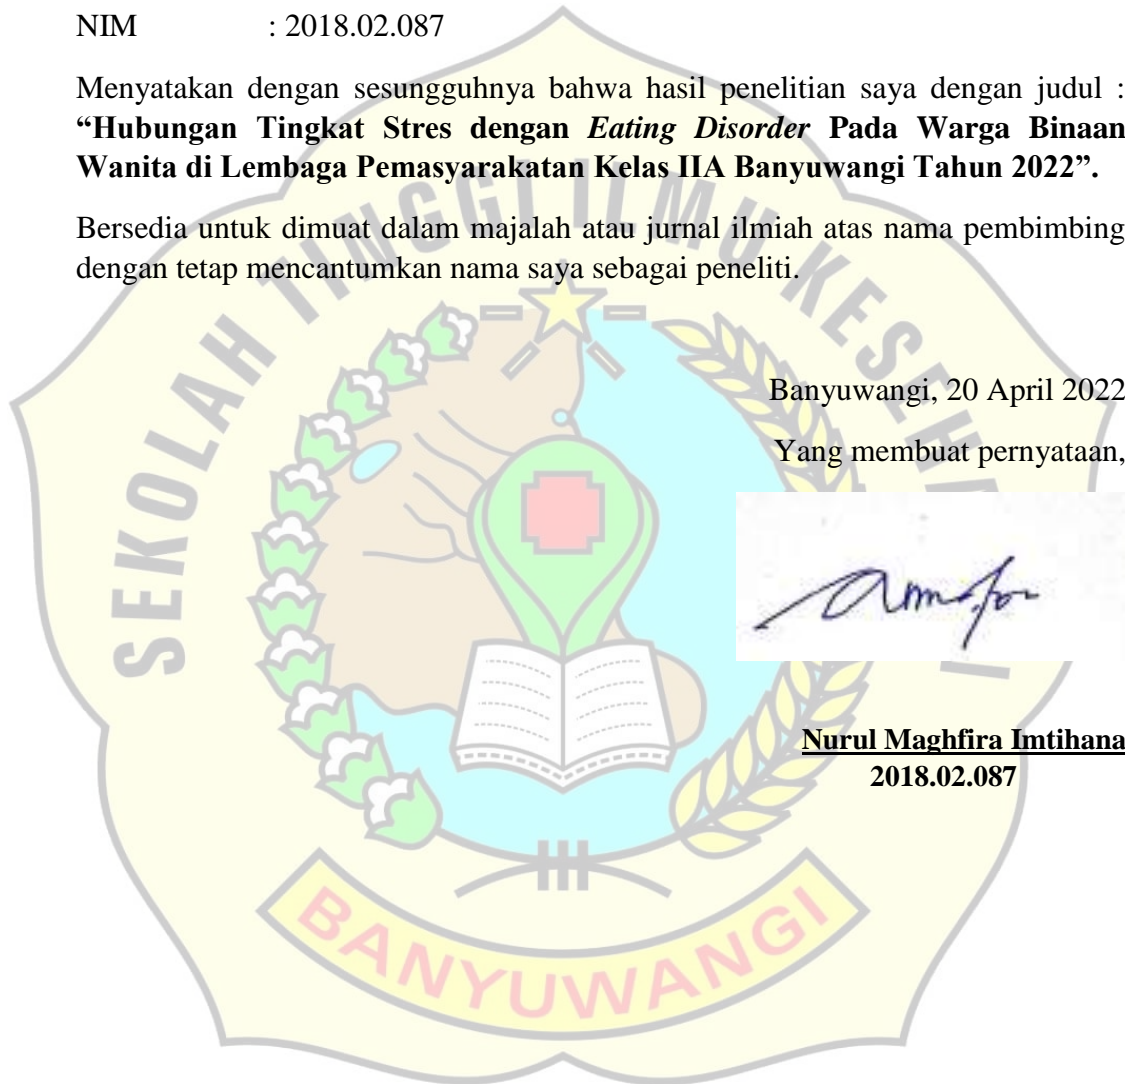 NIM : 2018.02.087
Menyatakan dengan sesungguhnya bahwa hasil penelitian saya dengan judul :
“Hubungan Tingkat Stres dengan Eating Disorder Pada Warga Binaan
Wanita di Lembaga Pemasyarakatan Kelas IIA Banyuwangi Tahun 2022”.
Bersedia untuk dimuat dalam majalah atau jurnal ilmiah atas nama pembimbing
dengan tetap mencantumkan nama saya sebagai peneliti.
Banyuwangi, 20 April 2022
Yang membuat pernyataan,
Nurul Maghfira Imtihana
2018.02.087
SEKOLAH TINGGI ILMU
BANYUWANGI